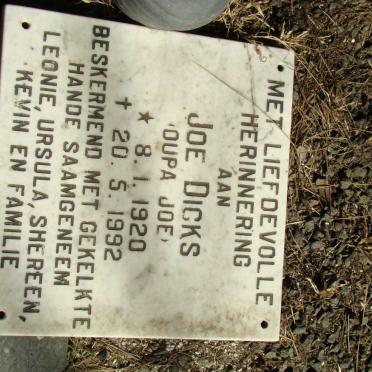 MET LIEFDEVOLLE
HERINNERING
AAN
JOE DICKS
'OUPA JOE'
★ 8.1.1920
✝ 20.5.1992
BESKERMEND MET GEKELKTE
HANDE SAAMGENEEM
LEONIE, URSULA, SHEREEN,
KEVIN EN FAMILIE